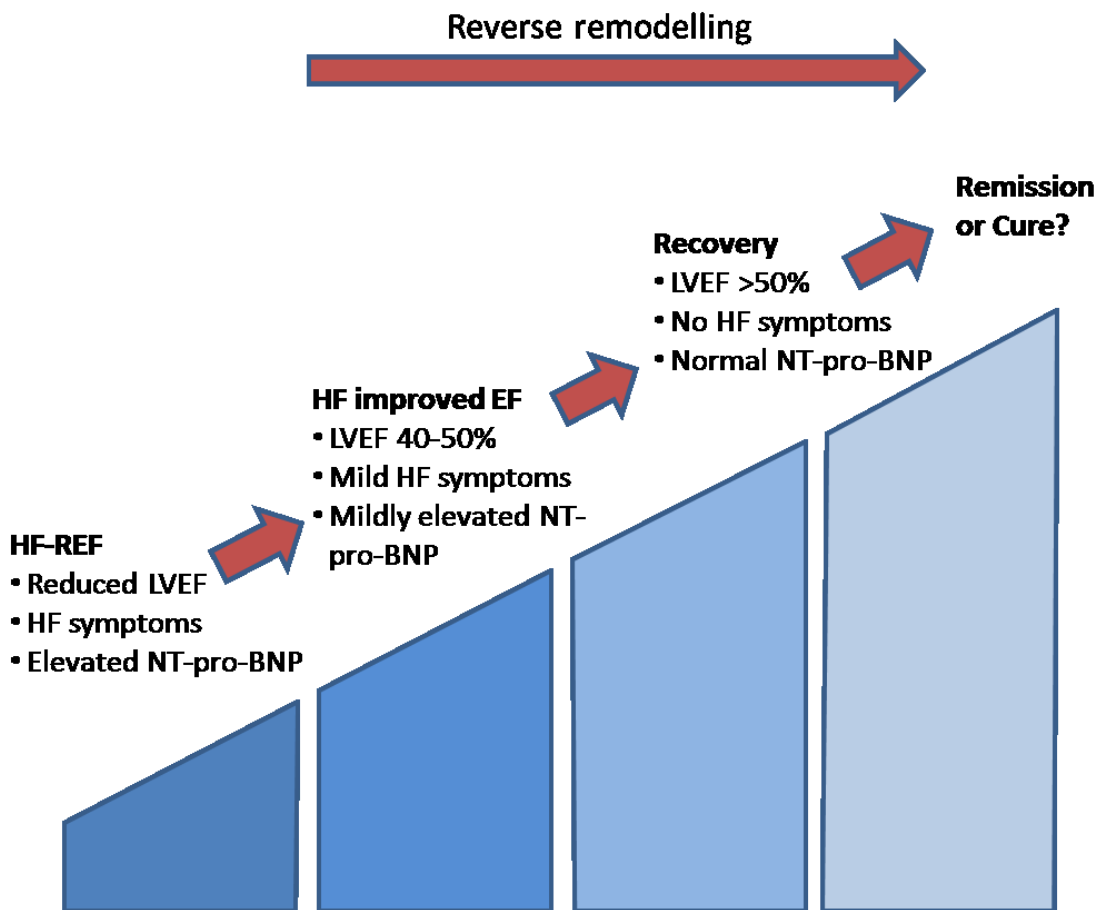 Reverse remodelling
Remission
or Cure?
Recovery
• LVEF >50%
• No HF symptoms
• Normal NT-pro-BNP
HF improved EF
• LVEF 40-50%
• Mild HF symptoms
• Mildly elevated NT-
pro-BNP
HF-REF
• Reduced LVEF
• HF symptoms
• Elevated NT-pro-BNP